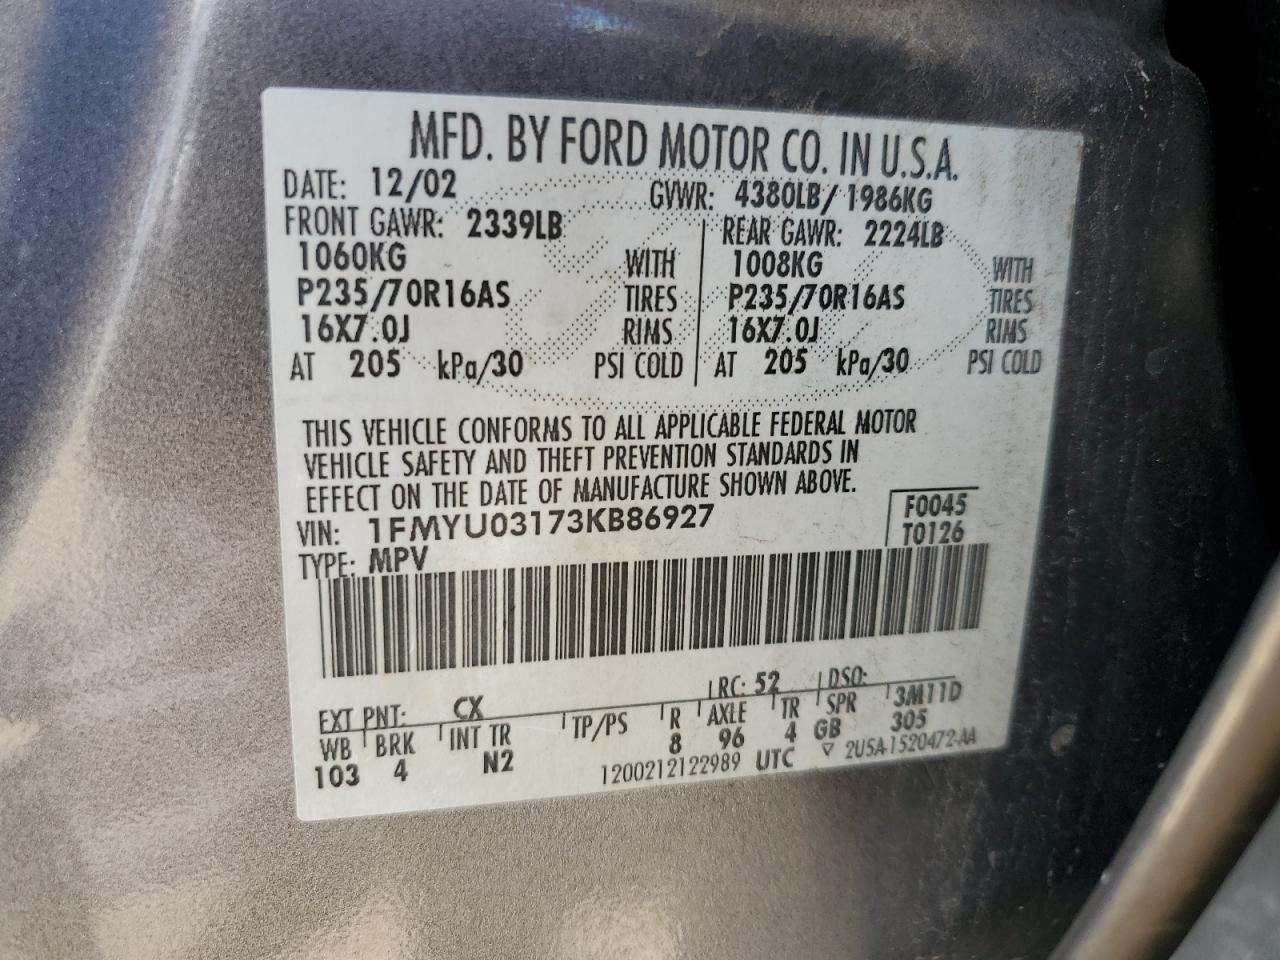 MFD. BY FORD MOTOR CO. IN U.S.A.
DATE: 12/02 GVWR: 4380LB/ 1986KG
FRONT GAWR: 2339LB REAR GAWR: 2224LB
1060KG WITH 1008KG WITH
P235/70R16AS TIRES P235/70R16AS TIRES
16X7.0J RIMS 16X7.0J RIMS
AT 205 kPa/30 PSI COLD AT 205 kPa/30 PSI COLD
THIS VEHICLE CONFORMS TO ALL APPLICABLE FEDERAL MOTOR
VEHICLE SAFETY AND THEFT PREVENTION STANDARDS IN
EFFECT ON THE DATE OF MANUFACTURE SHOWN ABOVE.
VIN: 1FMYU03173KB86927 F0045
TYPE: MPV T0126
EXT PNT: CX RC: 52 DSO:
WB BRK INT TR TP/PS R AXLE TR SPR 3M11D
103 4 N2 8 96 4 GB 305
1200212122989 UTC ▽ 2U5A-1520472-AA